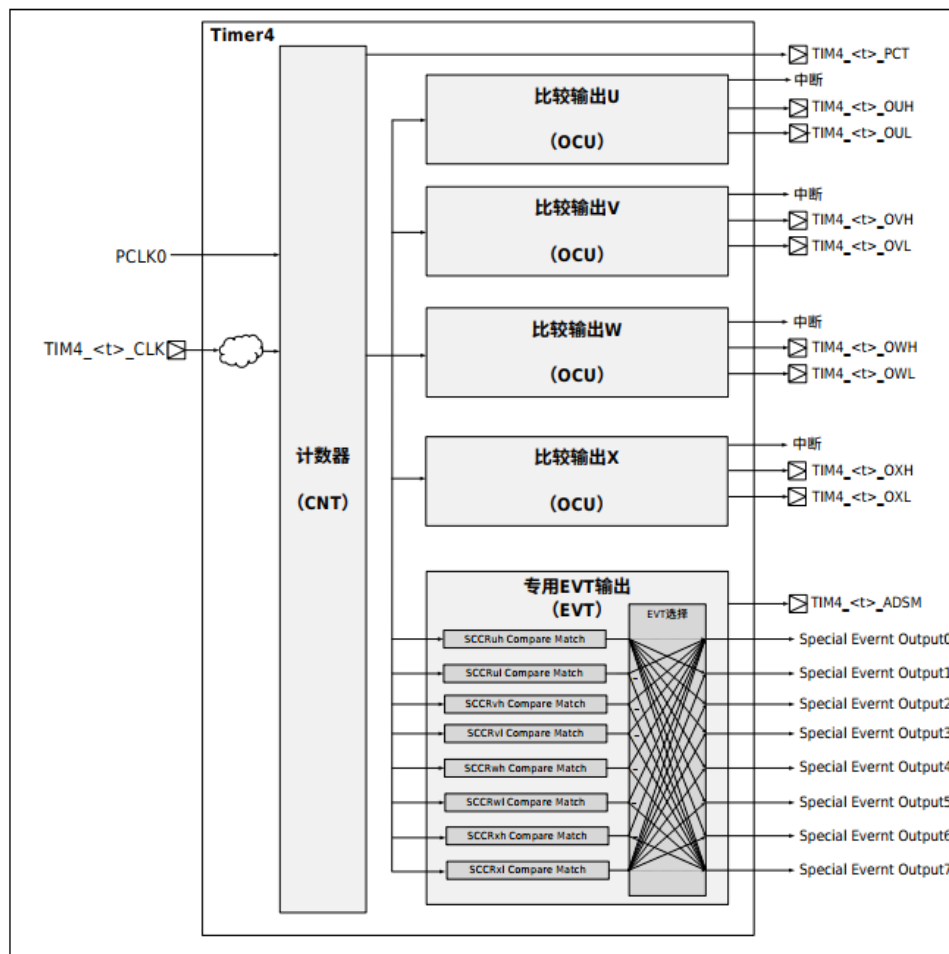 Timer4
TIM4_<t>_PCT
比较输出U
（OCU）
中断
TIM4_<t>_OUH
TIM4_<t>_OUL
比较输出V
（OCU）
中断
TIM4_<t>_OVH
TIM4_<t>_OVL
PCLK0
比较输出W
（OCU）
中断
TIM4_<t>_OWH
TIM4_<t>_OWL
TIM4_<t>_CLK
计数器
（CNT）
比较输出X
（OCU）
中断
TIM4_<t>_OXH
TIM4_<t>_OXL
专用EVT输出
（EVT）
EVT选择
TIM4_<t>_ADSM
SCCRuh Compare Match
Special Evernt Output0
SCCRul Compare Match
Special Evernt Output1
SCCRvh Compare Match
Special Evernt Output2
SCCRvl Compare Match
Special Evernt Output3
SCCRwh Compare Match
Special Evernt Output4
SCCRwl Compare Match
Special Evernt Output5
SCCRxh Compare Match
Special Evernt Output6
SCCRxl Compare Match
Special Evernt Output7